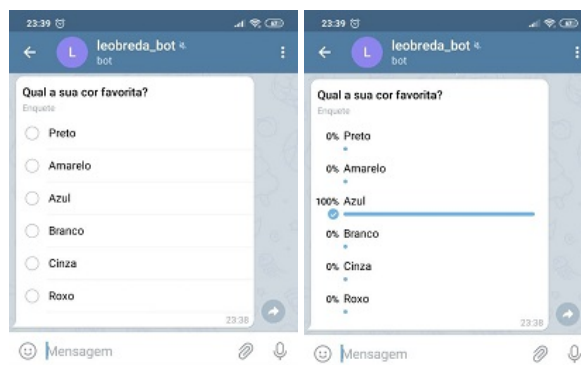 23:39
L
leobreda_bot
bot
Qual a sua cor favorita?
Enquete
Preto
Amarelo
Azul
Branco
Cinza
Roxo
23:38
Mensagem
23:39
L
leobreda_bot
bot
Qual a sua cor favorita?
Enquete
0% Preto
0% Amarelo
100% Azul
0% Branco
0% Cinza
0% Roxo
23:38
Mensagem